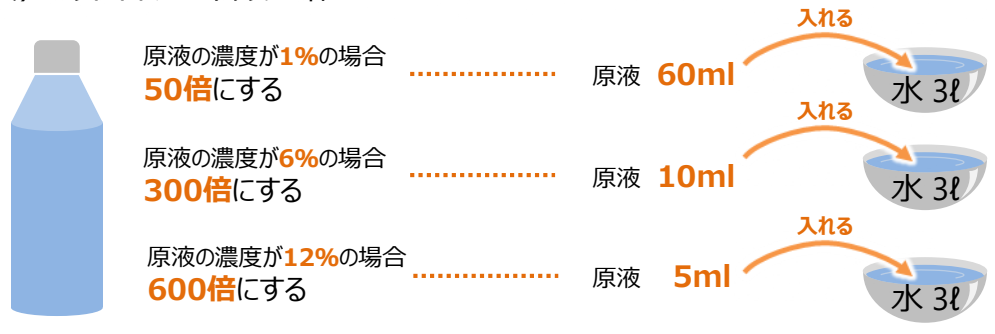 原液の濃度が1%の場合
50倍にする
原液 60ml
入れる
水 3ℓ
原液の濃度が6%の場合
300倍にする
原液 10ml
入れる
水 3ℓ
原液の濃度が12%の場合
600倍にする
原液 5ml
入れる
水 3ℓ